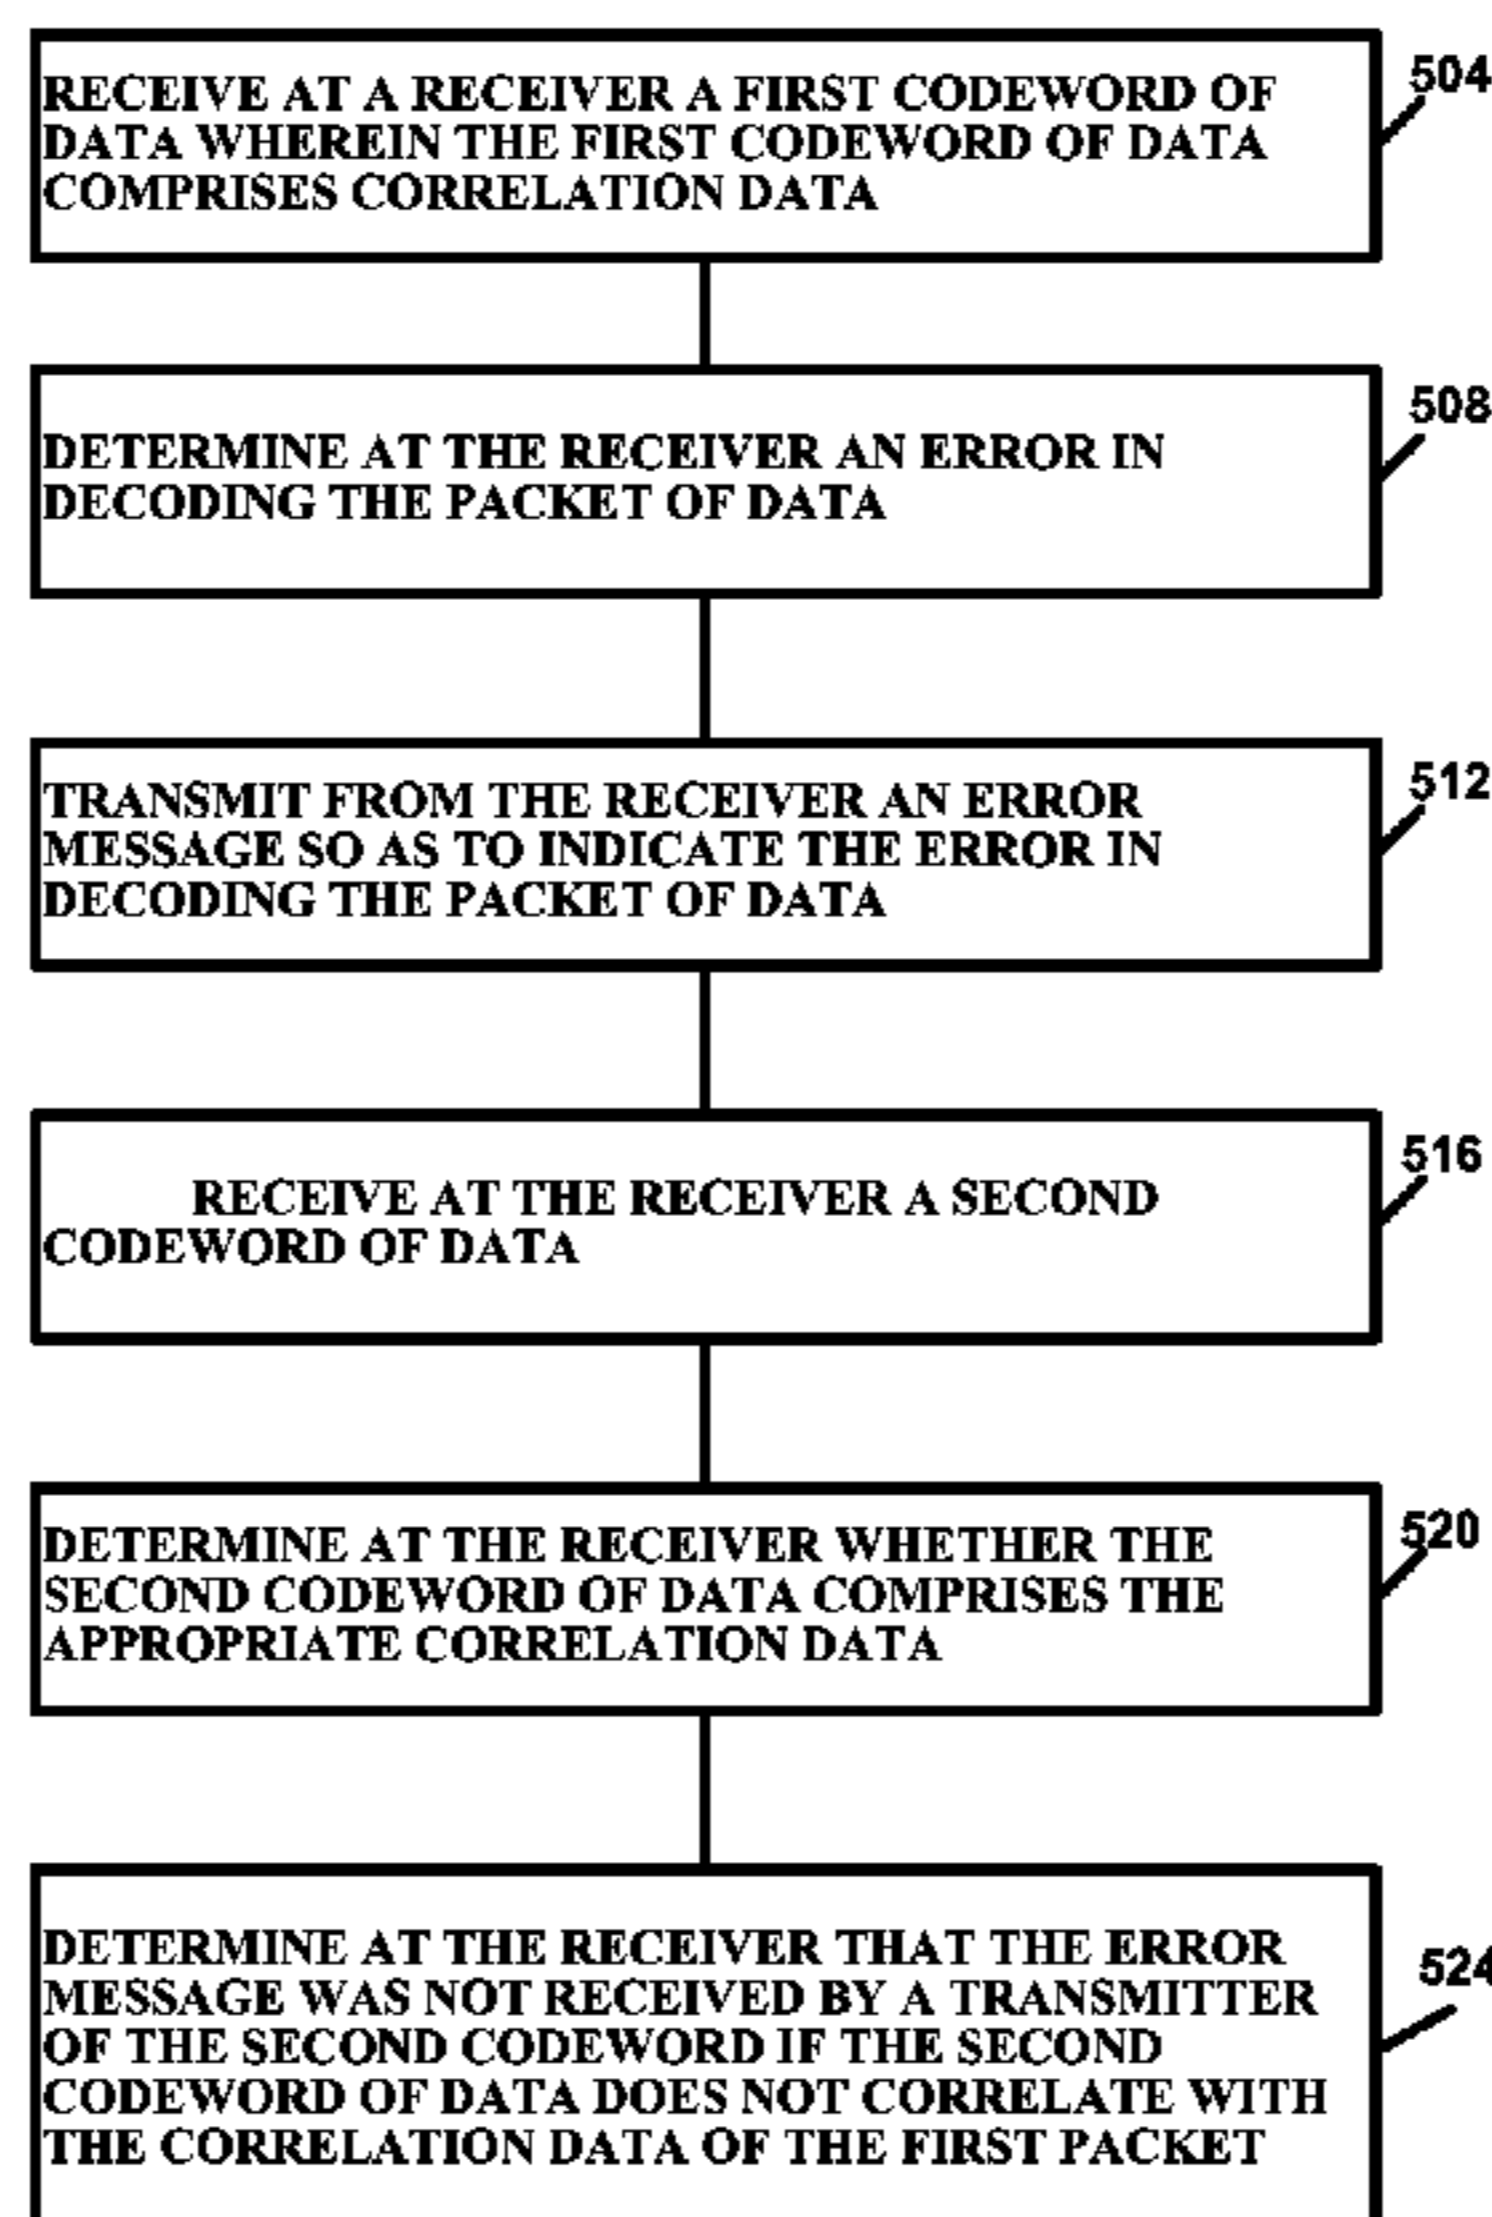 504
RECEIVE AT A RECEIVER A FIRST CODEWORD OF
DATA WHEREIN THE FIRST CODEWORD OF DATA
COMPRISES CORRELATION DATA
508
DETERMINE AT THE RECEIVER AN ERROR IN
DECODING THE PACKET OF DATA
512
TRANSMIT FROM THE RECEIVER AN ERROR
MESSAGE SO AS TO INDICATE THE ERROR IN
DECODING THE PACKET OF DATA
516
RECEIVE AT THE RECEIVER A SECOND
CODEWORD OF DATA
520
DETERMINE AT THE RECEIVER WHETHER THE
SECOND CODEWORD OF DATA COMPRISES THE
APPROPRIATE CORRELATION DATA
524
DETERMINE AT THE RECEIVER THAT THE ERROR
MESSAGE WAS NOT RECEIVED BY A TRANSMITTER
OF THE SECOND CODEWORD IF THE SECOND
CODEWORD OF DATA DOES NOT CORRELATE WITH
THE CORRELATION DATA OF THE FIRST PACKET